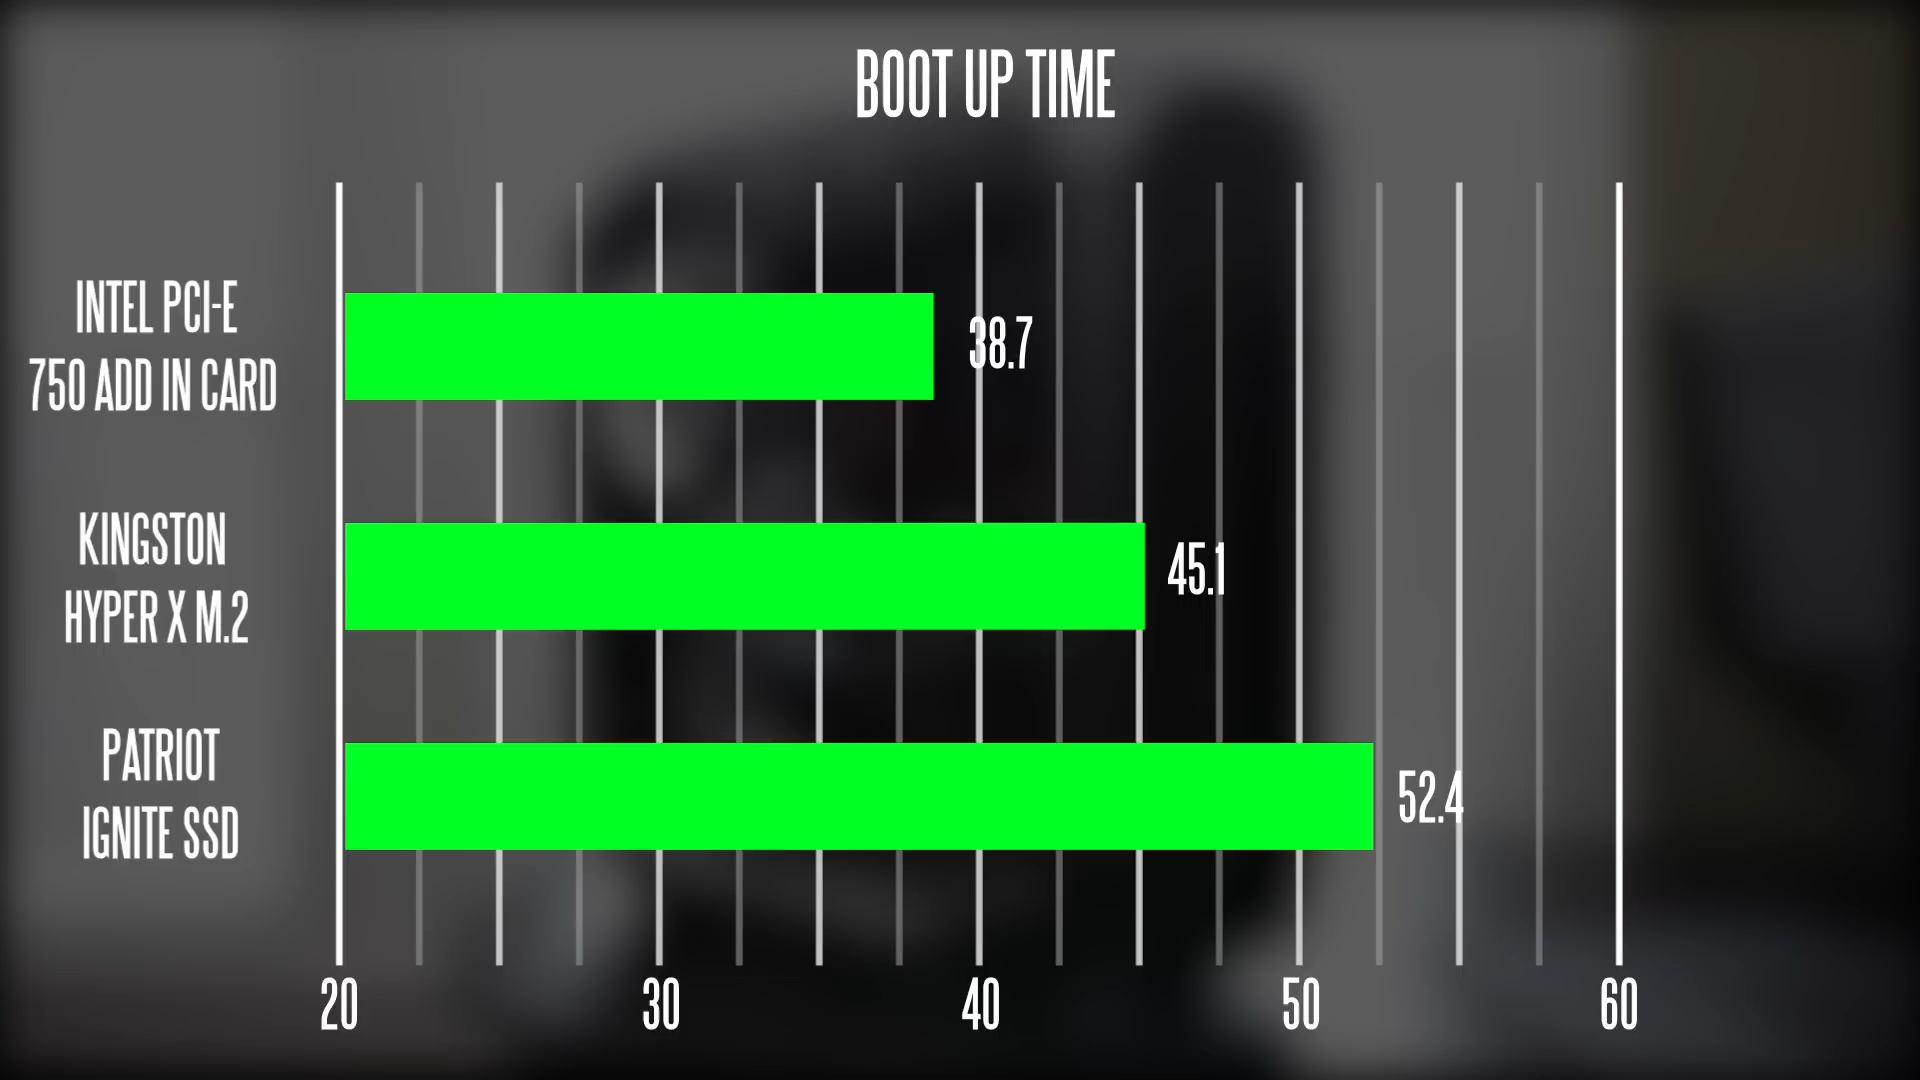 BOOT UP TIME
INTEL PCI-E
750 ADD IN CARD
38.7
KINGSTON
HYPER X M.2
45.1
PATRIOT
IGNITE SSD
52.4
20 30 40 50 60